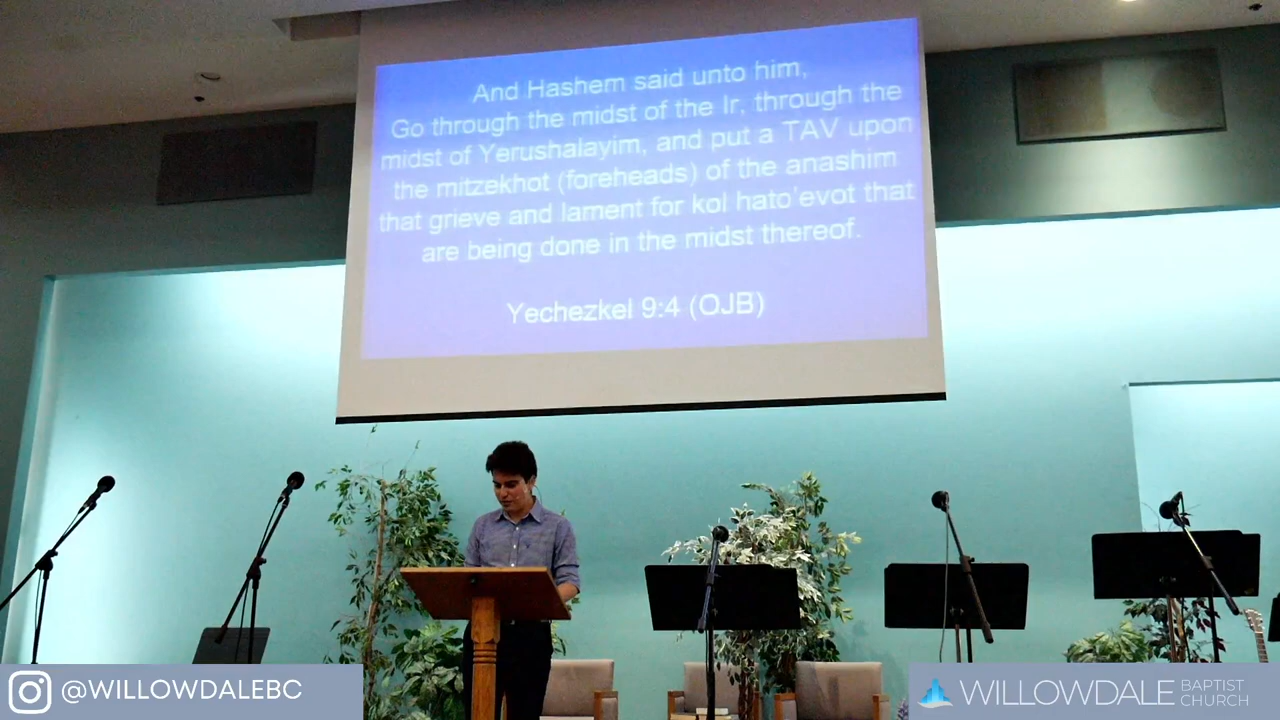 And Hashem said unto him,
Go through the midst of the Ir, through the
midst of Yerushalayim, and put a TAV upon
the mitzekhot (foreheads) of the anashim
that grieve and lament for kol hato'evot that
are being done in the midst thereof.
Yechezkel 9:4 (OJB)
@WILLOWDALEBC
WILLOWDALE BAPTIST
CHURCH